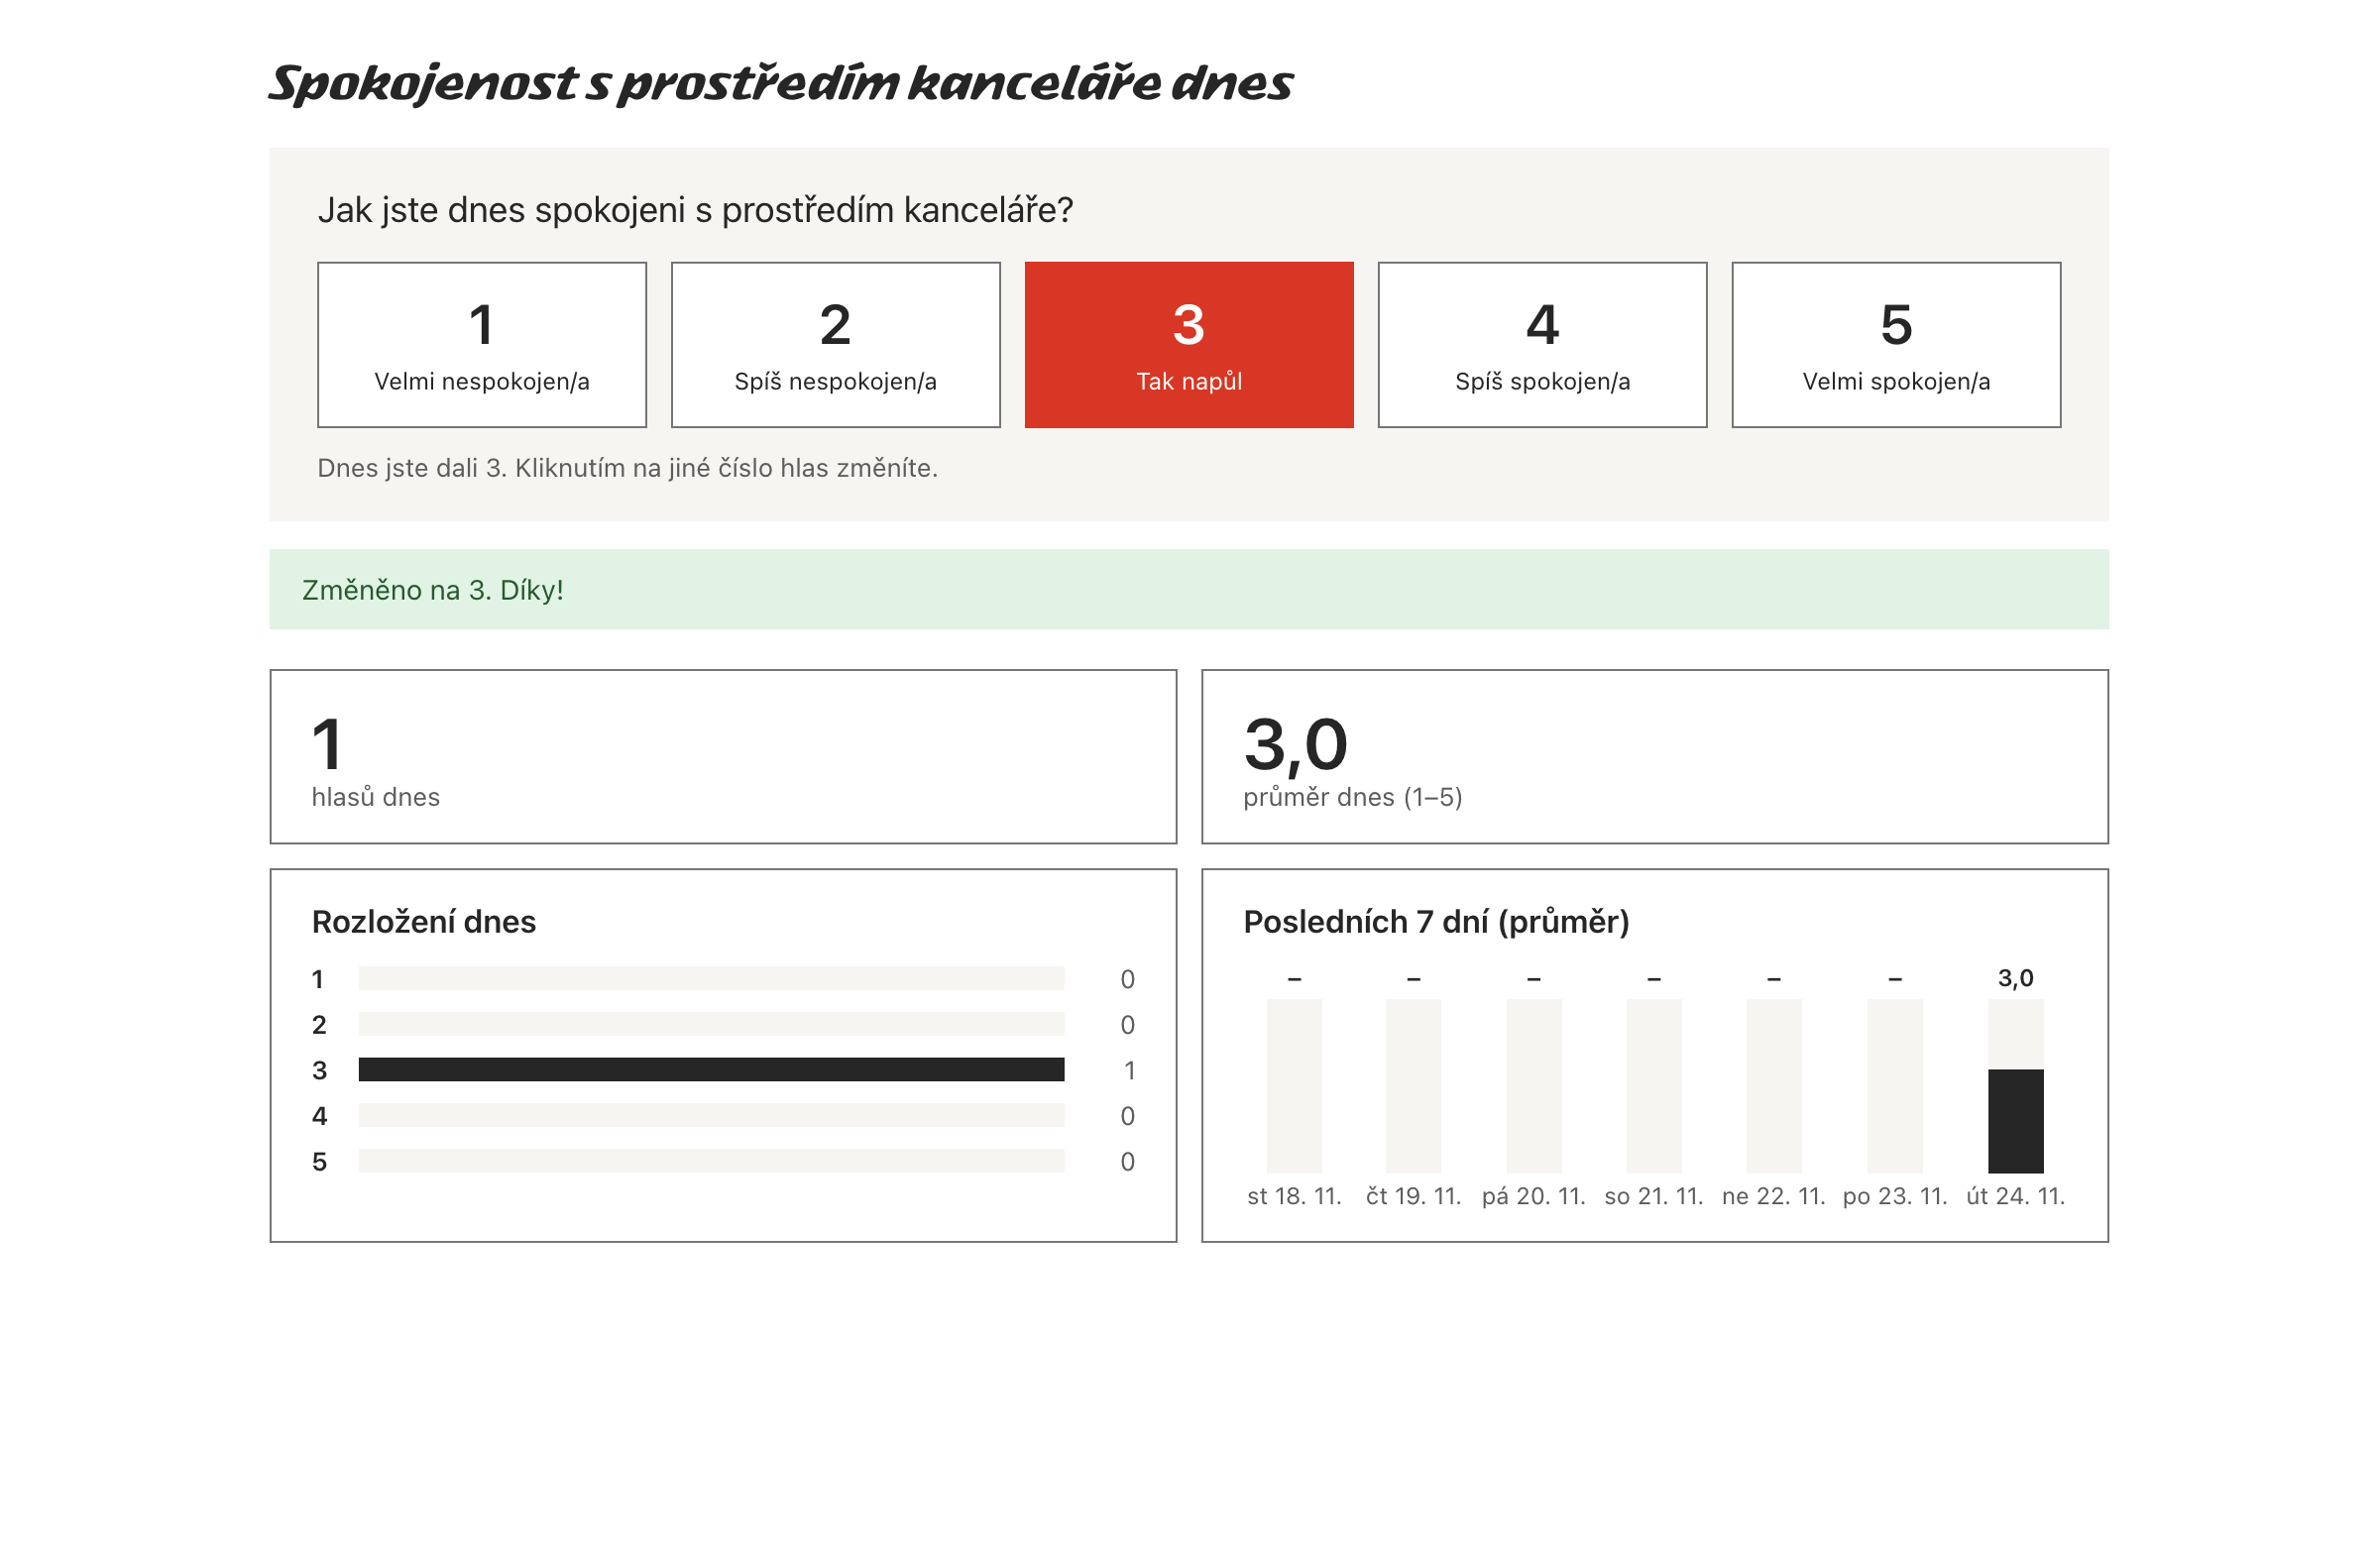 Spokojenost s prostředím kanceláře dnes
Jak jste dnes spokojeni s prostředím kanceláře?
1
Velmi nespokojen/a
2
Spíš nespokojen/a
3
Tak napůl
4
Spíš spokojen/a
5
Velmi spokojen/a
Dnes jste dali 3. Kliknutím na jiné číslo hlas změníte.
Změněno na 3. Díky!
1
hlasů dnes
3,0
průměr dnes (1–5)
Rozložení dnes
1 0
2 0
3 1
4 0
5 0
Posledních 7 dní (průměr)
– – – – – – 3,0
st 18. 11. čt 19. 11. pá 20. 11. so 21. 11. ne 22. 11. po 23. 11. út 24. 11.